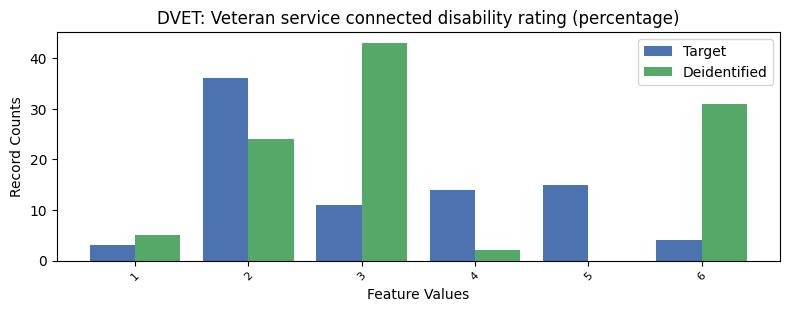 DVET: Veteran service connected disability rating (percentage)
Target
Deidentified
Record Counts
40
30
20
10
0
1 2 3 4 5 6
Feature Values